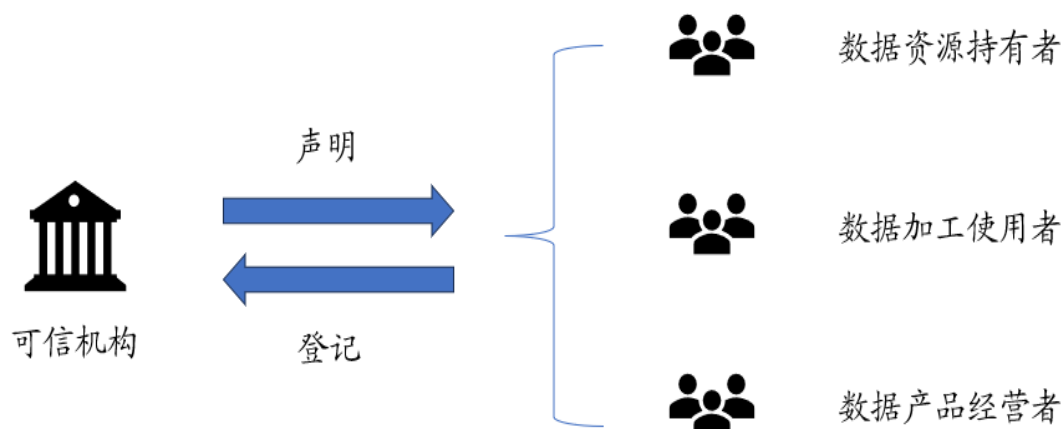 数据资源持有者
声明
数据加工使用者
可信机构
登记
数据产品经营者